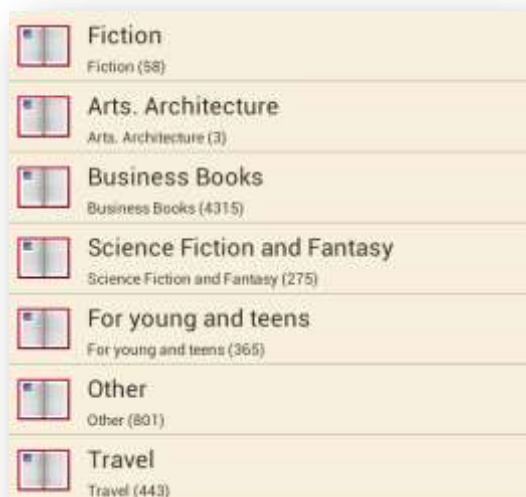 Fiction
Fiction (58)
Arts. Architecture
Arts. Architecture (3)
Business Books
Business Books (4315)
Science Fiction and Fantasy
Science Fiction and Fantasy (275)
For young and teens
For young and teens (365)
Other
Other (801)
Travel
Travel (443)